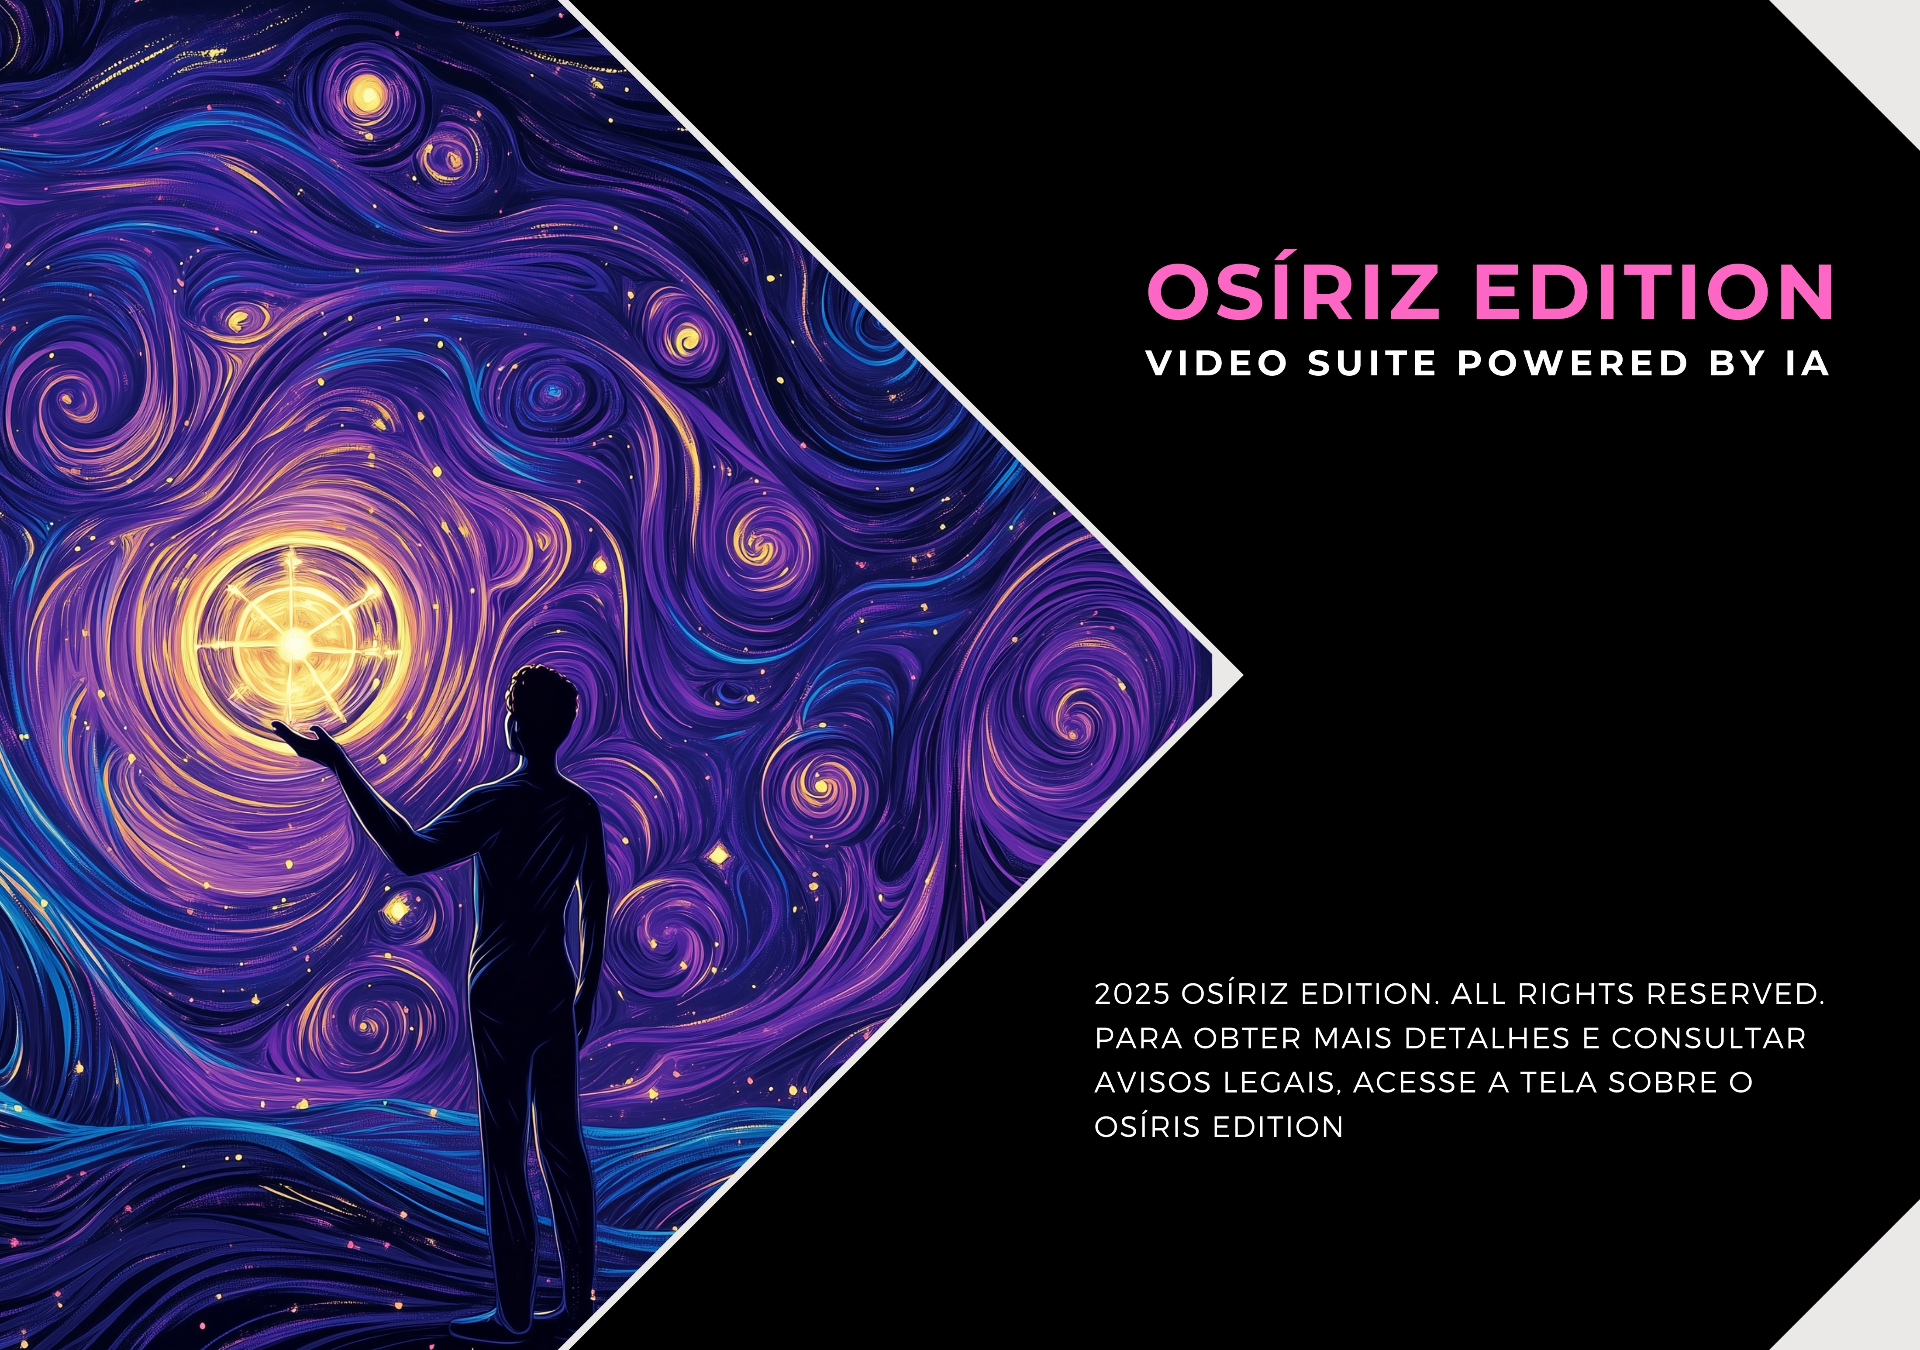 OSÍRIZ EDITION
VIDEO SUITE POWERED BY IA
2025 OSÍRIZ EDITION. ALL RIGHTS RESERVED.
PARA OBTER MAIS DETALHES E CONSULTAR
AVISOS LEGAIS, ACESSE A TELA SOBRE O
OSÍRIS EDITION